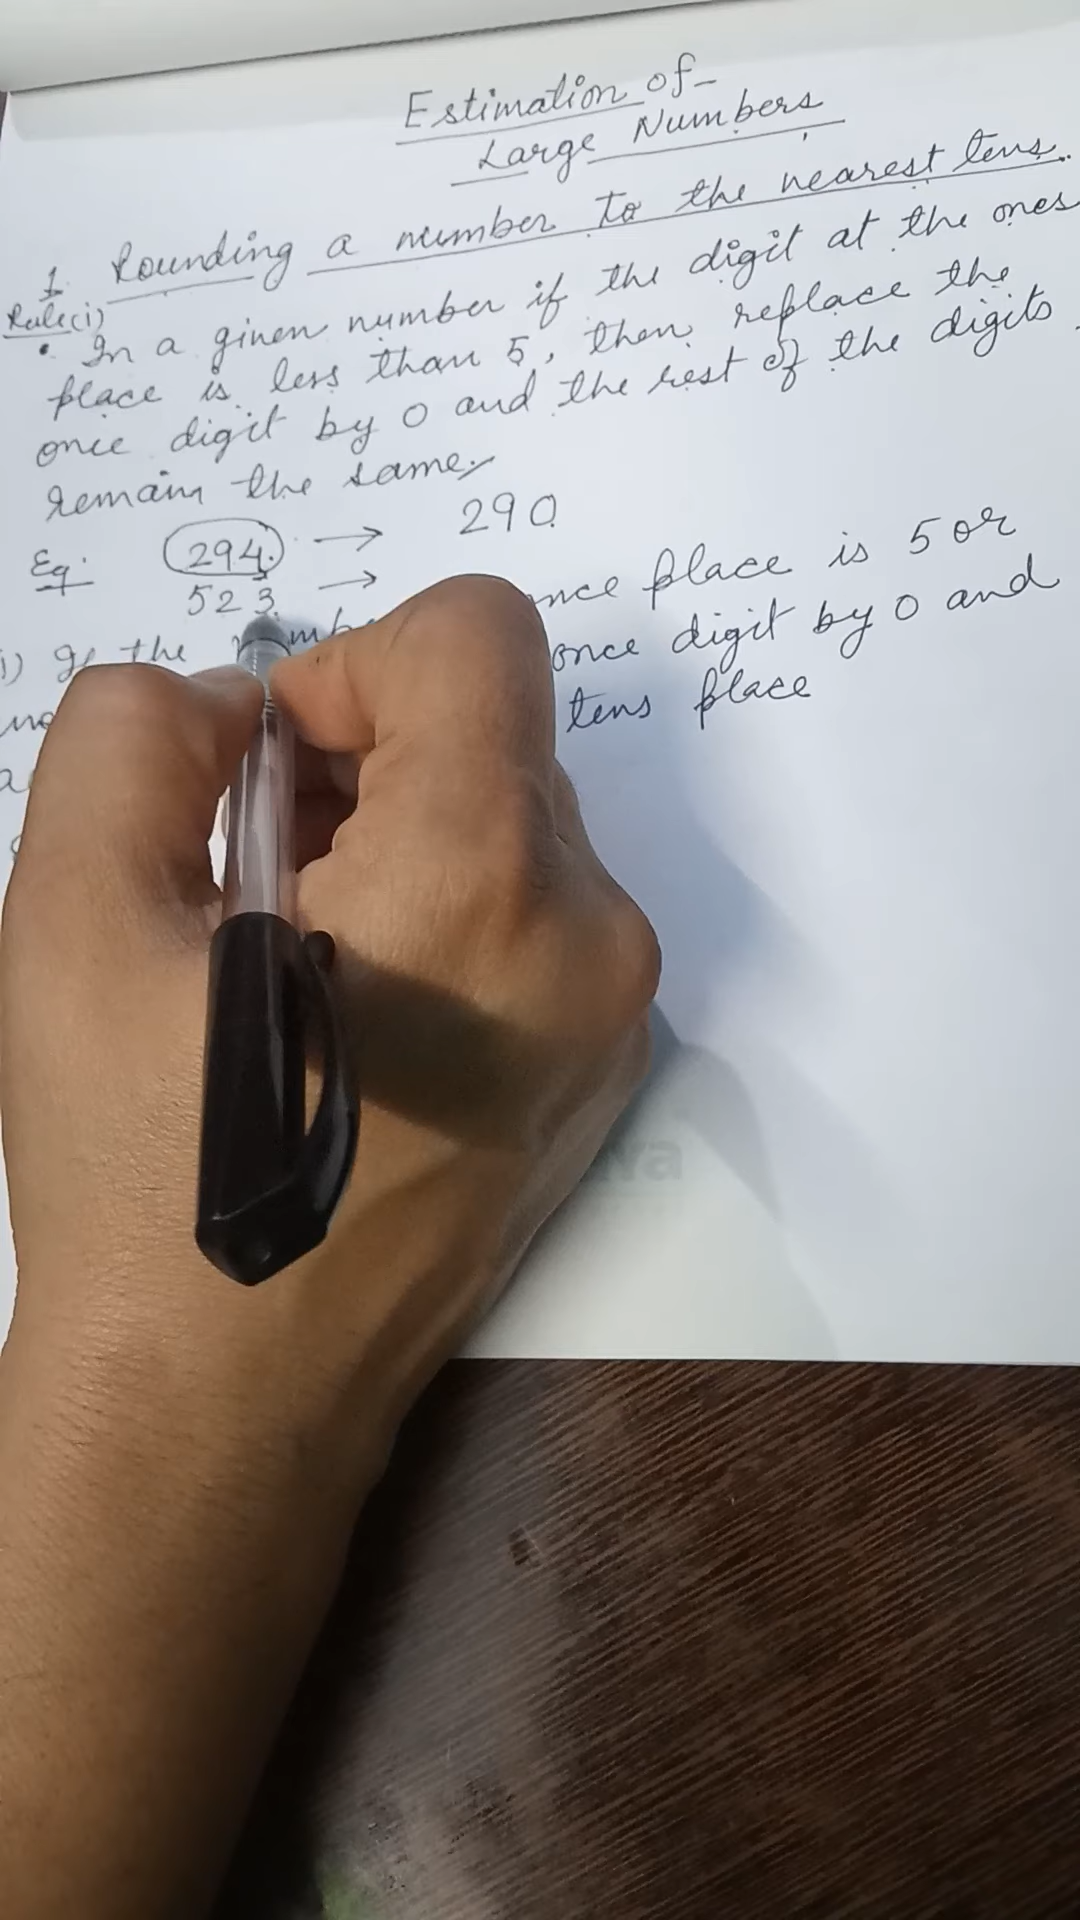 Estimation of-
Large Numbers
1. Rounding a number to the nearest tens.
Rule(i)
• In a given number if the digit at the ones
place is less than 5, then replace the
once digit by 0 and the rest of the digits
remain the same.
Eg: 294 → 290
523 →
If the once place is 5 or
once digit by 0 and
tens place